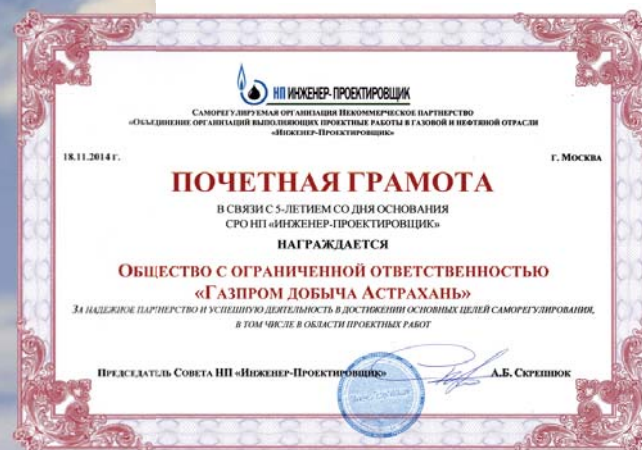 НП ИНЖЕНЕР-ПРОЕКТИРОВЩИК
САМОРЕГУЛИРУЕМАЯ ОРГАНИЗАЦИЯ НЕКОММЕРЧЕСКОЕ ПАРТНЕРСТВО
«ОБЪЕДИНЕНИЕ ОРГАНИЗАЦИЙ ВЫПОЛНЯЮЩИХ ПРОЕКТНЫЕ РАБОТЫ В ГАЗОВОЙ И НЕФТЯНОЙ ОТРАСЛИ
«ИНЖЕНЕР-ПРОЕКТИРОВЩИК»
18.11.2014 г. г. МОСКВА
ПОЧЕТНАЯ ГРАМОТА
В СВЯЗИ С 5-ЛЕТИЕМ СО ДНЯ ОСНОВАНИЯ
СРО НП «ИНЖЕНЕР-ПРОЕКТИРОВЩИК»
НАГРАЖДАЕТСЯ
ОБЩЕСТВО С ОГРАНИЧЕННОЙ ОТВЕТСТВЕННОСТЬЮ
«ГАЗПРОМ ДОБЫЧА АСТРАХАНЬ»
ЗА НАДЕЖНОЕ ПАРТНЕРСТВО И УСПЕШНУЮ ДЕЯТЕЛЬНОСТЬ В ДОСТИЖЕНИИ ОСНОВНЫХ ЦЕЛЕЙ САМОРЕГУЛИРОВАНИЯ,
В ТОМ ЧИСЛЕ В ОБЛАСТИ ПРОЕКТНЫХ РАБОТ
ПРЕДСЕДАТЕЛЬ СОВЕТА НП «ИНЖЕНЕР-ПРОЕКТИРОВЩИК» А.Б. СКРЕПНЮК